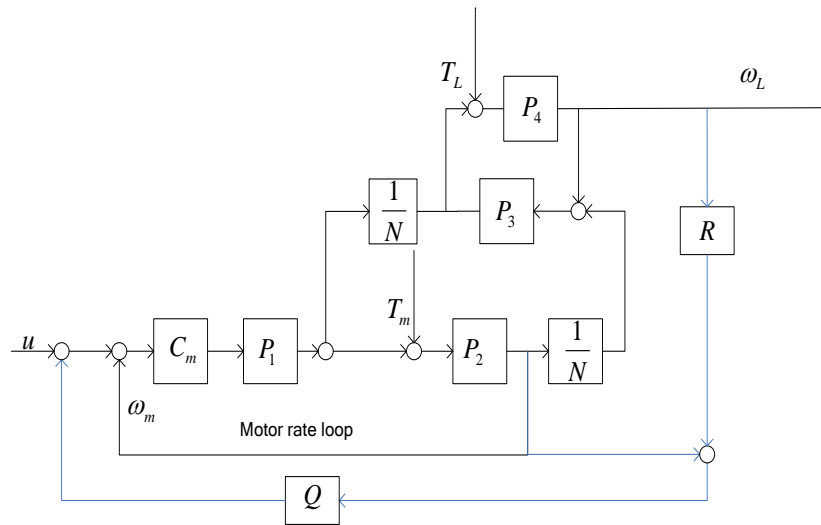 T_L
P_4
ω_L
1/N
P_3
R
T_m
u
C_m
P_1
P_2
1/N
ω_m
Motor rate loop
Q